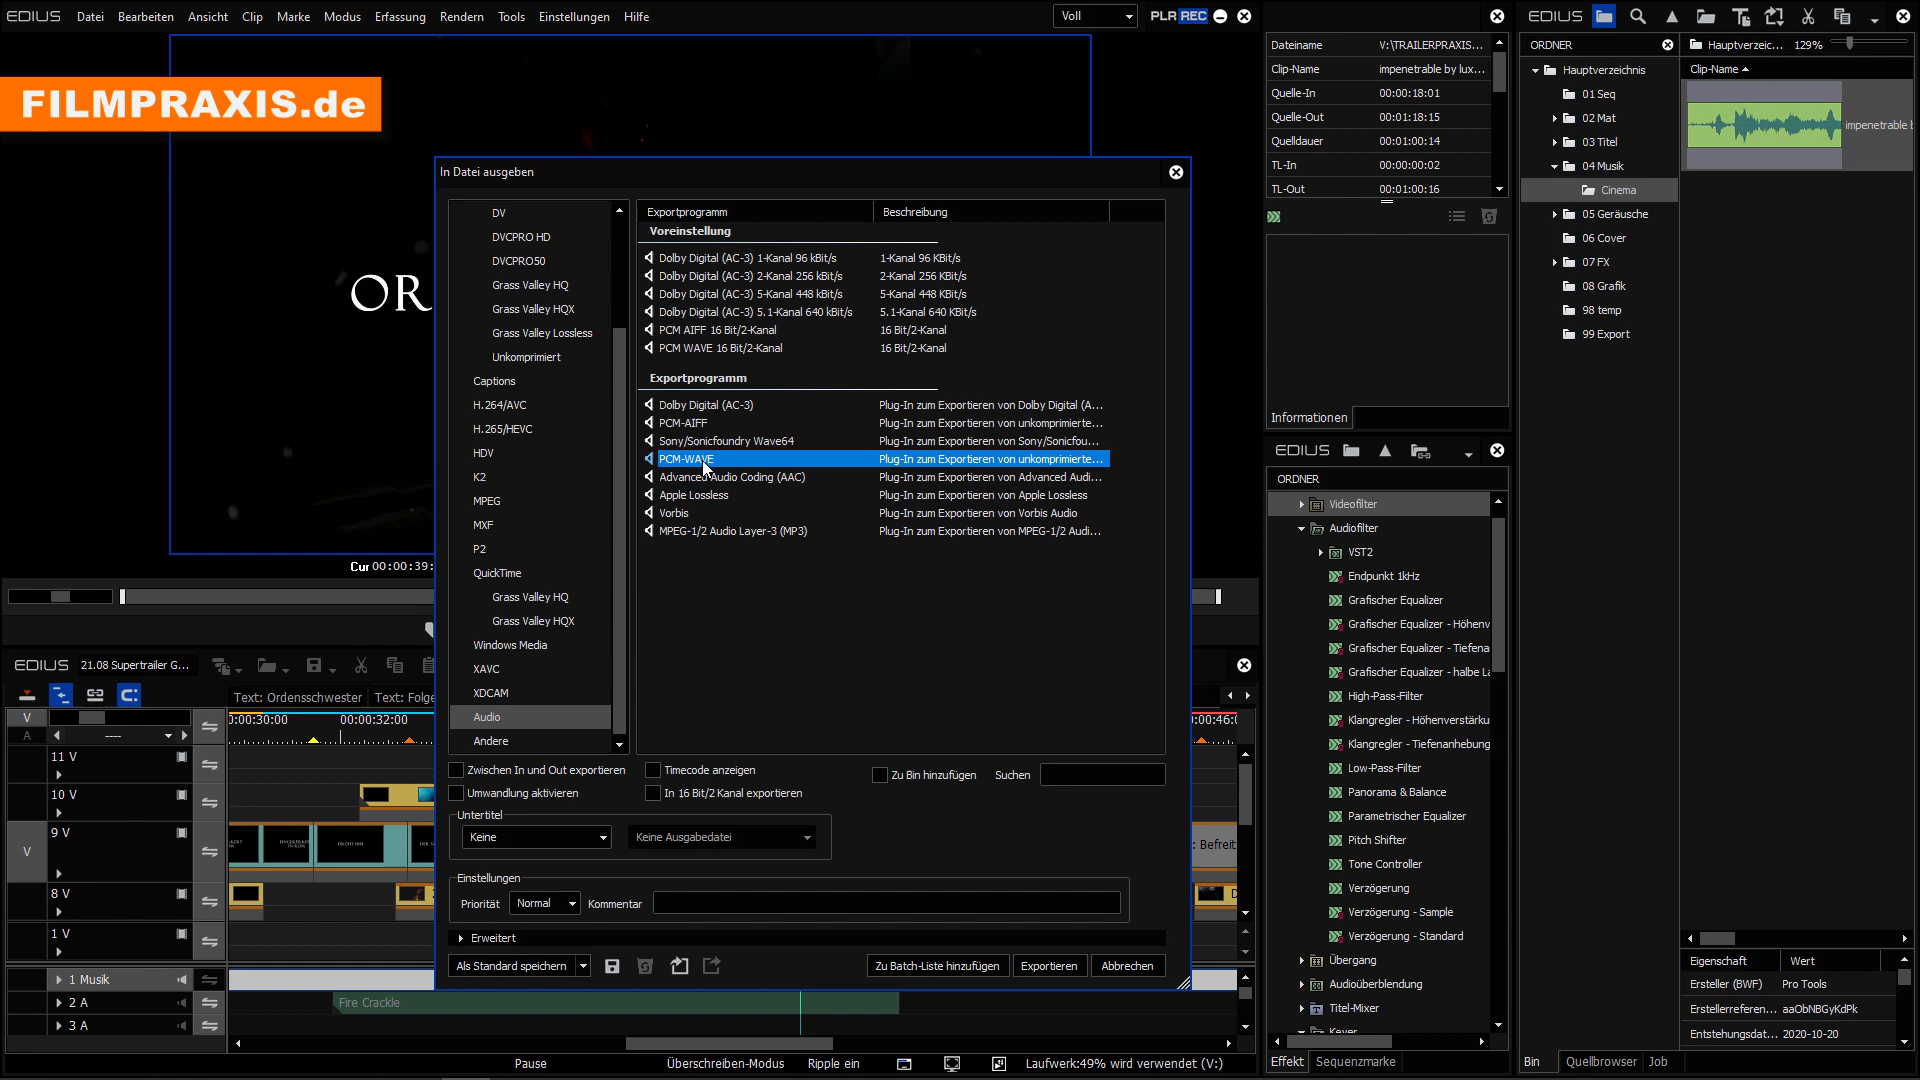 EDIUS Datei Bearbeiten Ansicht Clip Marke Modus Erfassung Rendern Tools Einstellungen Hilfe
Voll PLR REC
FILMPRAXIS.de
OR
Cur 00:00:39:
In Datei ausgeben
DV
DVCPRO HD
DVCPRO50
Grass Valley HQ
Grass Valley HQX
Grass Valley Lossless
Unkomprimiert
Captions
H.264/AVC
H.265/HEVC
HDV
K2
MPEG
MXF
P2
QuickTime
Grass Valley HQ
Grass Valley HQX
Windows Media
XAVC
XDCAM
Audio
Andere
Exportprogramm Beschreibung
Voreinstellung
Dolby Digital (AC-3) 1-Kanal 96 kBit/s 1-Kanal 96 KBit/s
Dolby Digital (AC-3) 2-Kanal 256 kBit/s 2-Kanal 256 KBit/s
Dolby Digital (AC-3) 5-Kanal 448 kBit/s 5-Kanal 448 KBit/s
Dolby Digital (AC-3) 5.1-Kanal 640 kBit/s 5.1-Kanal 640 KBit/s
PCM AIFF 16 Bit/2-Kanal 16 Bit/2-Kanal
PCM WAVE 16 Bit/2-Kanal 16 Bit/2-Kanal
Exportprogramm
Dolby Digital (AC-3) Plug-In zum Exportieren von Dolby Digital (A...
PCM-AIFF Plug-In zum Exportieren von unkomprimierte...
Sony/Sonicfoundry Wave64 Plug-In zum Exportieren von Sony/Sonicfou...
PCM-WAVE Plug-In zum Exportieren von unkomprimierte...
Advanced Audio Coding (AAC) Plug-In zum Exportieren von Advanced Audi...
Apple Lossless Plug-In zum Exportieren von Apple Lossless
Vorbis Plug-In zum Exportieren von Vorbis Audio
MPEG-1/2 Audio Layer-3 (MP3) Plug-In zum Exportieren von MPEG-1/2 Audi...
Zwischen In und Out exportieren Timecode anzeigen
Umwandlung aktivieren In 16 Bit/2 Kanal exportieren
Zu Bin hinzufügen Suchen
Untertitel
Keine Keine Ausgabedatei
Einstellungen
Priorität Normal Kommentar
Erweitert
Als Standard speichern Zu Batch-Liste hinzufügen Exportieren Abbrechen
EDIUS 21.08 Supertrailer G...
Text: Ordensschwester Text: Folge
V
A ----
0:00:30:00 00:00:32:00 00:46:0
11 V
10 V
9 V
V
8 V
1 V
1 Musik
2 A
3 A
: Befreit
Fire Crackle
Pause Überschreiben-Modus Ripple ein Laufwerk:49% wird verwendet (V:)
Dateiname V:\TRAILERPRAXIS...
Clip-Name impenetrable by lux...
Quelle-In 00:00:18:01
Quelle-Out 00:01:18:15
Quelldauer 00:01:00:14
TL-In 00:00:00:02
TL-Out 00:01:00:16
Informationen
EDIUS
ORDNER
Videofilter
Audiofilter
VST2
Endpunkt 1kHz
Grafischer Equalizer
Grafischer Equalizer - Höhenv
Grafischer Equalizer - Tiefena
Grafischer Equalizer - halbe La
High-Pass-Filter
Klangregler - Höhenverstärku
Klangregler - Tiefenanhebung
Low-Pass-Filter
Panorama & Balance
Parametrischer Equalizer
Pitch Shifter
Tone Controller
Verzögerung
Verzögerung - Sample
Verzögerung - Standard
Übergang
Audioüberblendung
Titel-Mixer
Keyer
Effekt Sequenzmarke
EDIUS
ORDNER
Hauptverzeichnis
01 Seq
02 Mat
03 Titel
04 Musik
Cinema
05 Geräusche
06 Cover
07 FX
08 Grafik
98 temp
99 Export
Hauptverzeic... 129%
Clip-Name
impenetrable b
Eigenschaft Wert
Ersteller (BWF) Pro Tools
Erstellerreferen... aaObNBGyKdPk
Entstehungsdat... 2020-10-20
Bin Quellbrowser Job